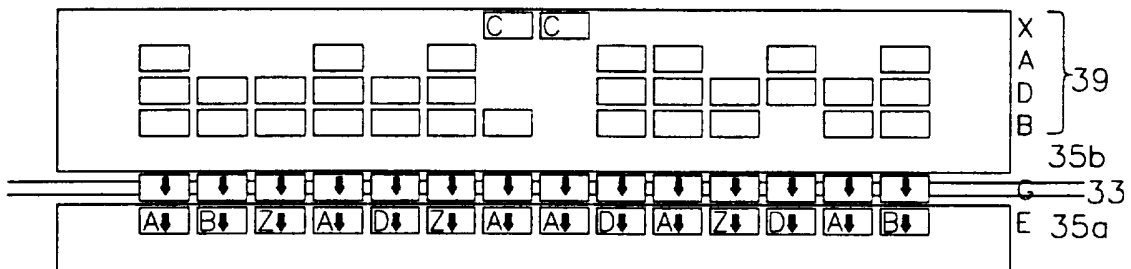 C C X
A
D 39
B
35b
G 33
A B Z A D Z A A D A Z D A B E 35a